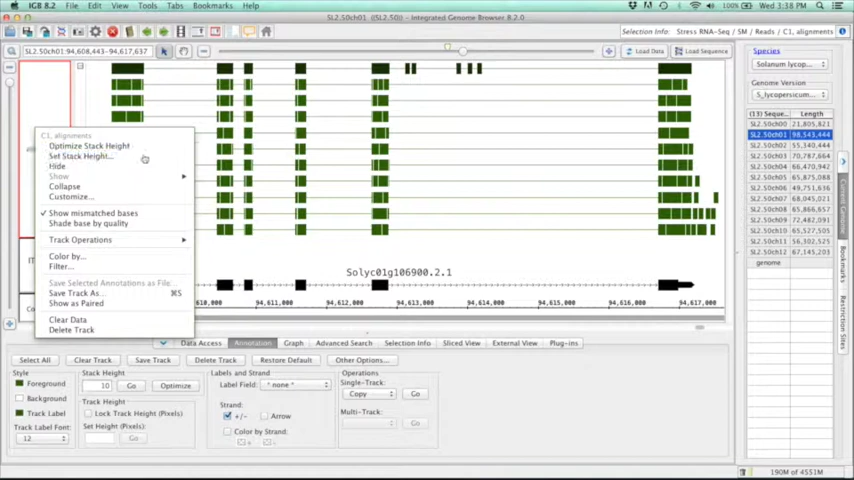 IGB 8.2 File Edit View Tools Tabs Bookmarks Help 100% Wed 3:38 PM
SL2.50ch01 ((SL2.50)) - Integrated Genome Browser 8.2.0
Selection Info: Stress RNA-Seq / SM / Reads / C1, alignments
SL2.50ch01:94,608,443-94,617,637
Load Data
Load Sequence
Species
Solanum lycop...
Genome Version
S_lycopersicum...
(13) Seque... Length
SL2.50ch00 21,805,821
SL2.50ch01 98,543,444
SL2.50ch02 55,340,444
SL2.50ch03 70,787,664
SL2.50ch04 66,470,942
SL2.50ch05 65,875,088
SL2.50ch06 49,751,636
SL2.50ch07 68,045,021
SL2.50ch08 65,866,657
SL2.50ch09 72,482,091
SL2.50ch10 65,527,505
SL2.50ch11 56,302,525
SL2.50ch12 67,145,203
genome
Current Genome
Bookmarks
Restriction Sites
C1, alignments
Optimize Stack Height
Set Stack Height...
Hide
Show
Collapse
Customize...
Show mismatched bases
Shade base by quality
Track Operations
Color by...
Filter...
Save Selected Annotations as File...
Save Track As... ⌘S
Show as Paired
Clear Data
Delete Track
Solyc01g106900.2.1
610,000 94,611,000 94,612,000 94,613,000 94,614,000 94,615,000 94,616,000 94,617,000
Data Access Annotation Graph Advanced Search Selection Info Sliced View External View Plug-ins
Select All Clear Track Save Track Delete Track Restore Default Other Options...
Style
Foreground
Background
Track Label
Track Label Font:
12
Stack Height
10 Go Optimize
Track Height
Lock Track Height (Pixels)
Set Height (Pixels)
Go
Labels and Strand
Label Field: * none *
Strand:
+/- Arrow
Color by Strand:
Operations
Single-Track:
Copy Go
Multi-Track:
Go
190M of 4551M